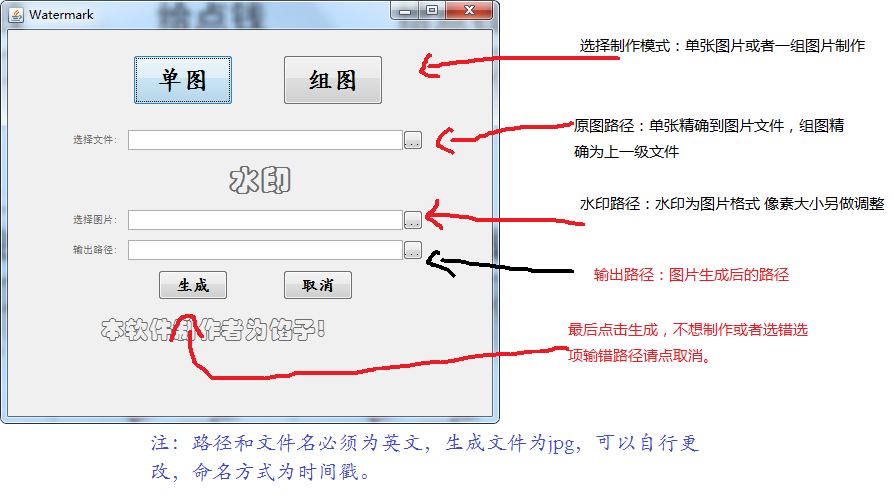 Watermark
给点钱
单图
组图
选择制作模式：单张图片或者一组图片制作
选择文件：
...
原图路径：单张精确到图片文件，组图精
确为上一级文件
水印
选择图片：
...
水印路径：水印为图片格式 像素大小另做调整
输出路径：
...
输出路径：图片生成后的路径
生成
取消
本软件制作者为馅子！
最后点击生成，不想制作或者选错选
项输错路径请点取消。
注：路径和文件名必须为英文，生成文件为jpg，可以自行更
改，命名方式为时间戳。